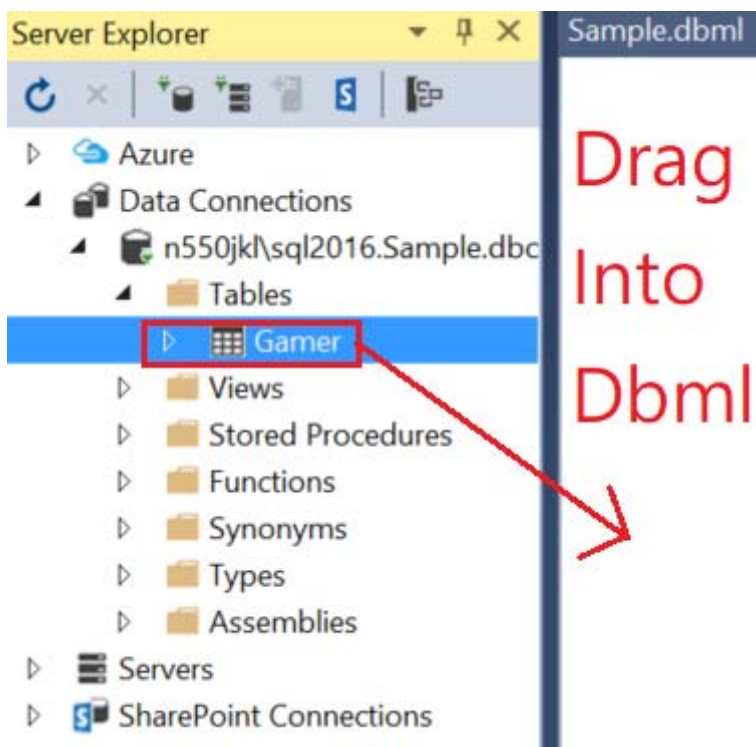 Server Explorer
Sample.dbml
Azure
Data Connections
n550jkl\sql2016.Sample.dbc
Tables
Gamer
Views
Stored Procedures
Functions
Synonyms
Types
Assemblies
Servers
SharePoint Connections
Drag
Into
Dbml